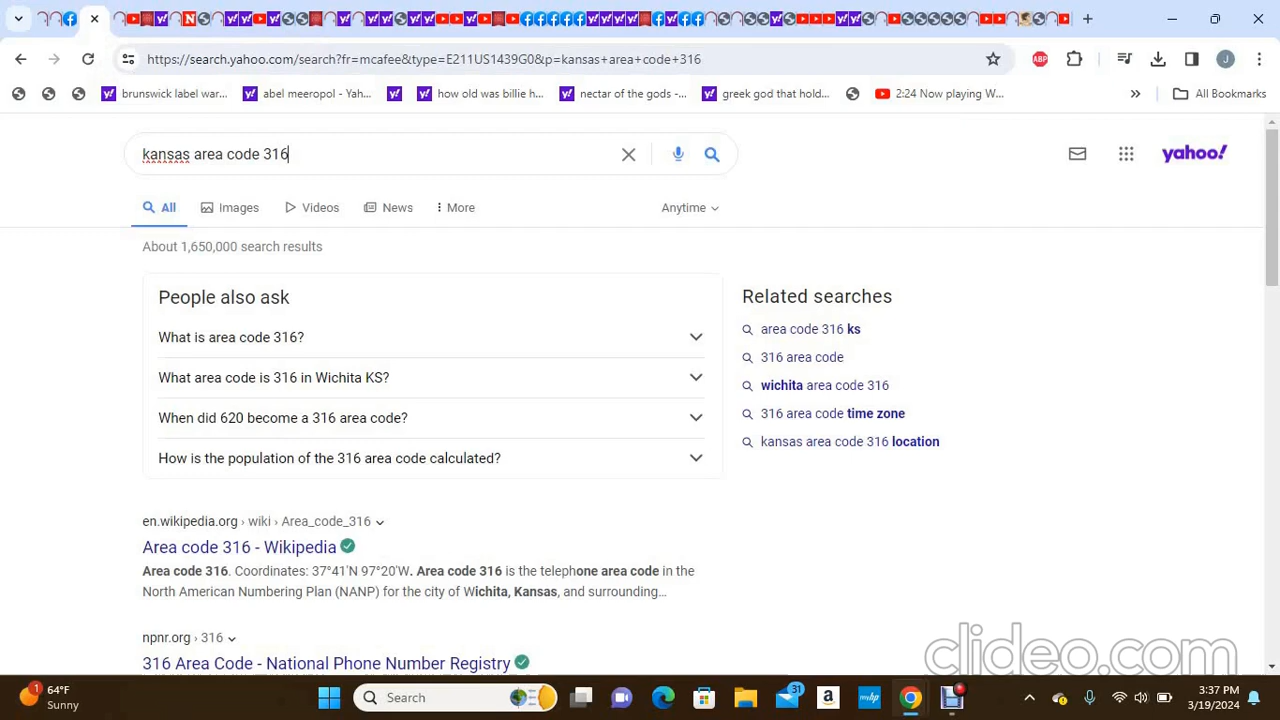 https://search.yahoo.com/search?fr=mcafee&type=E211US1439G0&p=kansas+area+code+316
ABP
J
brunswick label war...
abel meeropol - Yah...
how old was billie h...
nectar of the gods -...
greek god that hold...
2:24 Now playing W...
»
All Bookmarks
kansas area code 316
yahoo!
All
Images
Videos
News
More
Anytime
About 1,650,000 search results
People also ask
What is area code 316?
What area code is 316 in Wichita KS?
When did 620 become a 316 area code?
How is the population of the 316 area code calculated?
Related searches
area code 316 ks
316 area code
wichita area code 316
316 area code time zone
kansas area code 316 location
en.wikipedia.org › wiki › Area_code_316
Area code 316 - Wikipedia
Area code 316. Coordinates: 37°41′N 97°20′W. Area code 316 is the telephone area code in the
North American Numbering Plan (NANP) for the city of Wichita, Kansas, and surrounding...
npnr.org › 316
316 Area Code - National Phone Number Registry
clideo.com
1
64°F
Sunny
Search
31
a
hp
3:37 PM
3/19/2024